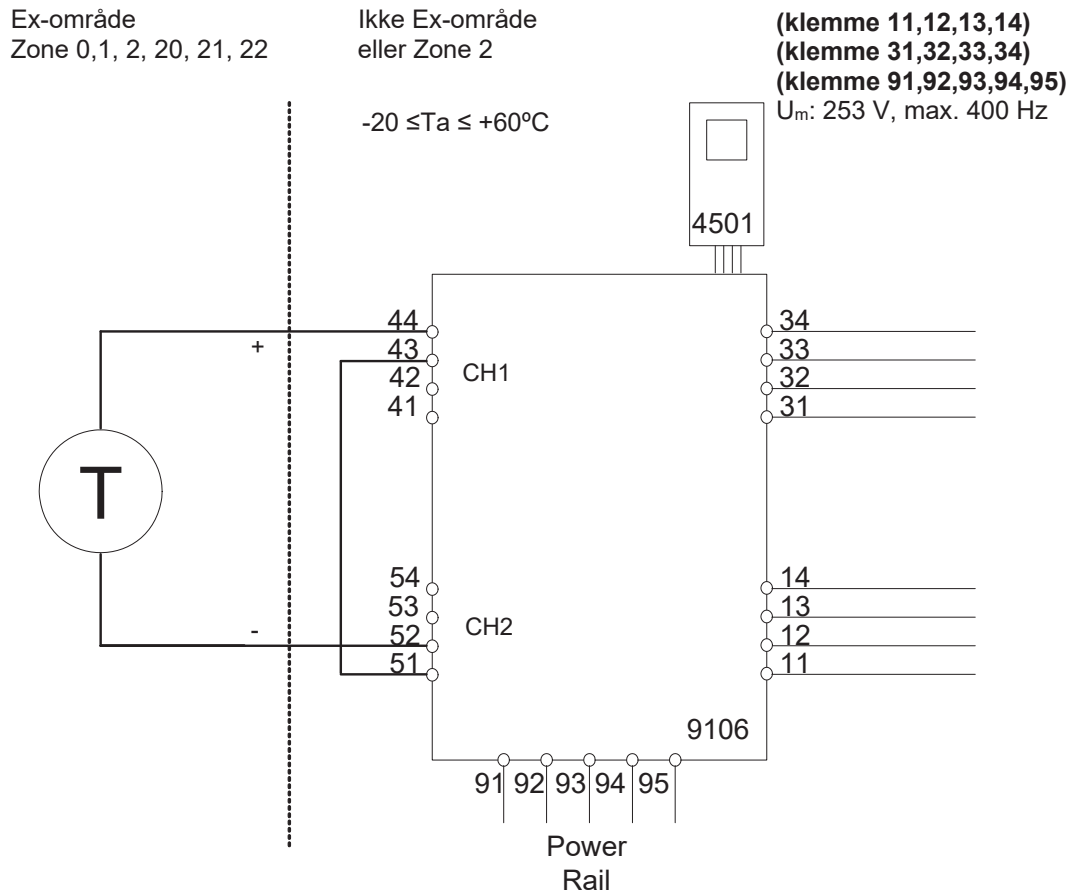 Ex-område
Zone 0,1, 2, 20, 21, 22
Ikke Ex-område
eller Zone 2
-20 ≤Ta ≤ +60ºC
(klemme 11,12,13,14)
(klemme 31,32,33,34)
(klemme 91,92,93,94,95)
Um: 253 V, max. 400 Hz
4501
44
43
42
41
CH1
34
33
32
31
+
T
-
54
53
52
51
CH2
14
13
12
11
9106
91 92 93 94 95
Power
Rail